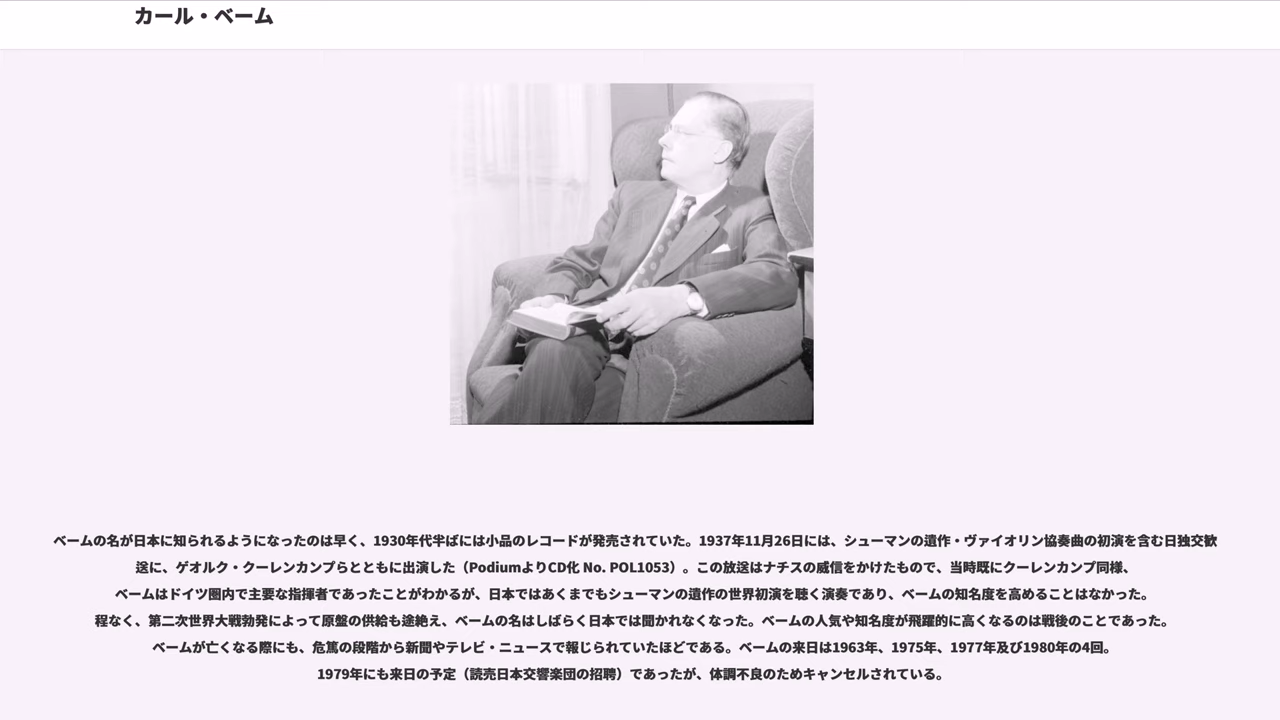 カール・ベーム
ベームの名が日本に知られるようになったのは早く、1930年代半ばには小品のレコードが発売されていた。1937年11月26日には、シューマンの遺作・ヴァイオリン協奏曲の初演を含む日独交歓
送に、ゲオルク・クーレンカンプらとともに出演した（PodiumよりCD化 No. POL1053）。この放送はナチスの威信をかけたもので、当時既にクーレンカンプ同様、
ベームはドイツ圏内で主要な指揮者であったことがわかるが、日本ではあくまでもシューマンの遺作の世界初演を聴く演奏であり、ベームの知名度を高めることはなかった。
程なく、第二次世界大戦勃発によって原盤の供給も途絶え、ベームの名はしばらく日本では聞かれなくなった。ベームの人気や知名度が飛躍的に高くなるのは戦後のことであった。
ベームが亡くなる際にも、危篤の段階から新聞やテレビ・ニュースで報じられていたほどである。ベームの来日は1963年、1975年、1977年及び1980年の4回。
1979年にも来日の予定（読売日本交響楽団の招聘）であったが、体調不良のためキャンセルされている。